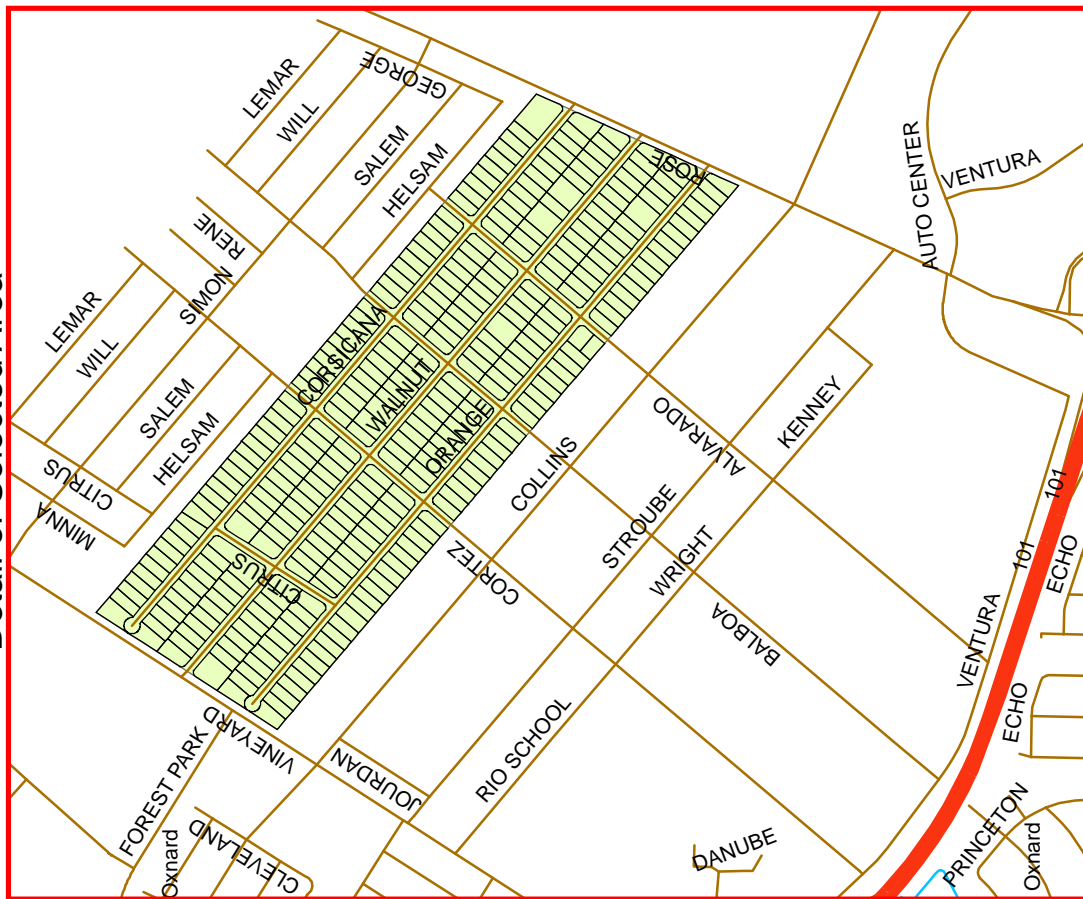 GEORGE
LEMAR
WILL
SALEM
HELSAM
ROSE
AUTO CENTER
VENTURA
RENE
SIMON
LEMAR
WILL
SALEM
HELSAM
CORSICANA
WALNUT
ORANGE
COLLINS
ALVARADO
KENNEY
CITRUS
MINNA
STROUBE
WRIGHT
CORTEZ
CITRUS
BALBOA
101
101
ECHO
VENTURA
ECHO
VINEYARD
FOREST PARK
JOURDAN
RIO SCHOOL
CLEVELAND
Oxnard
DANUBE
PRINCETON
Oxnard